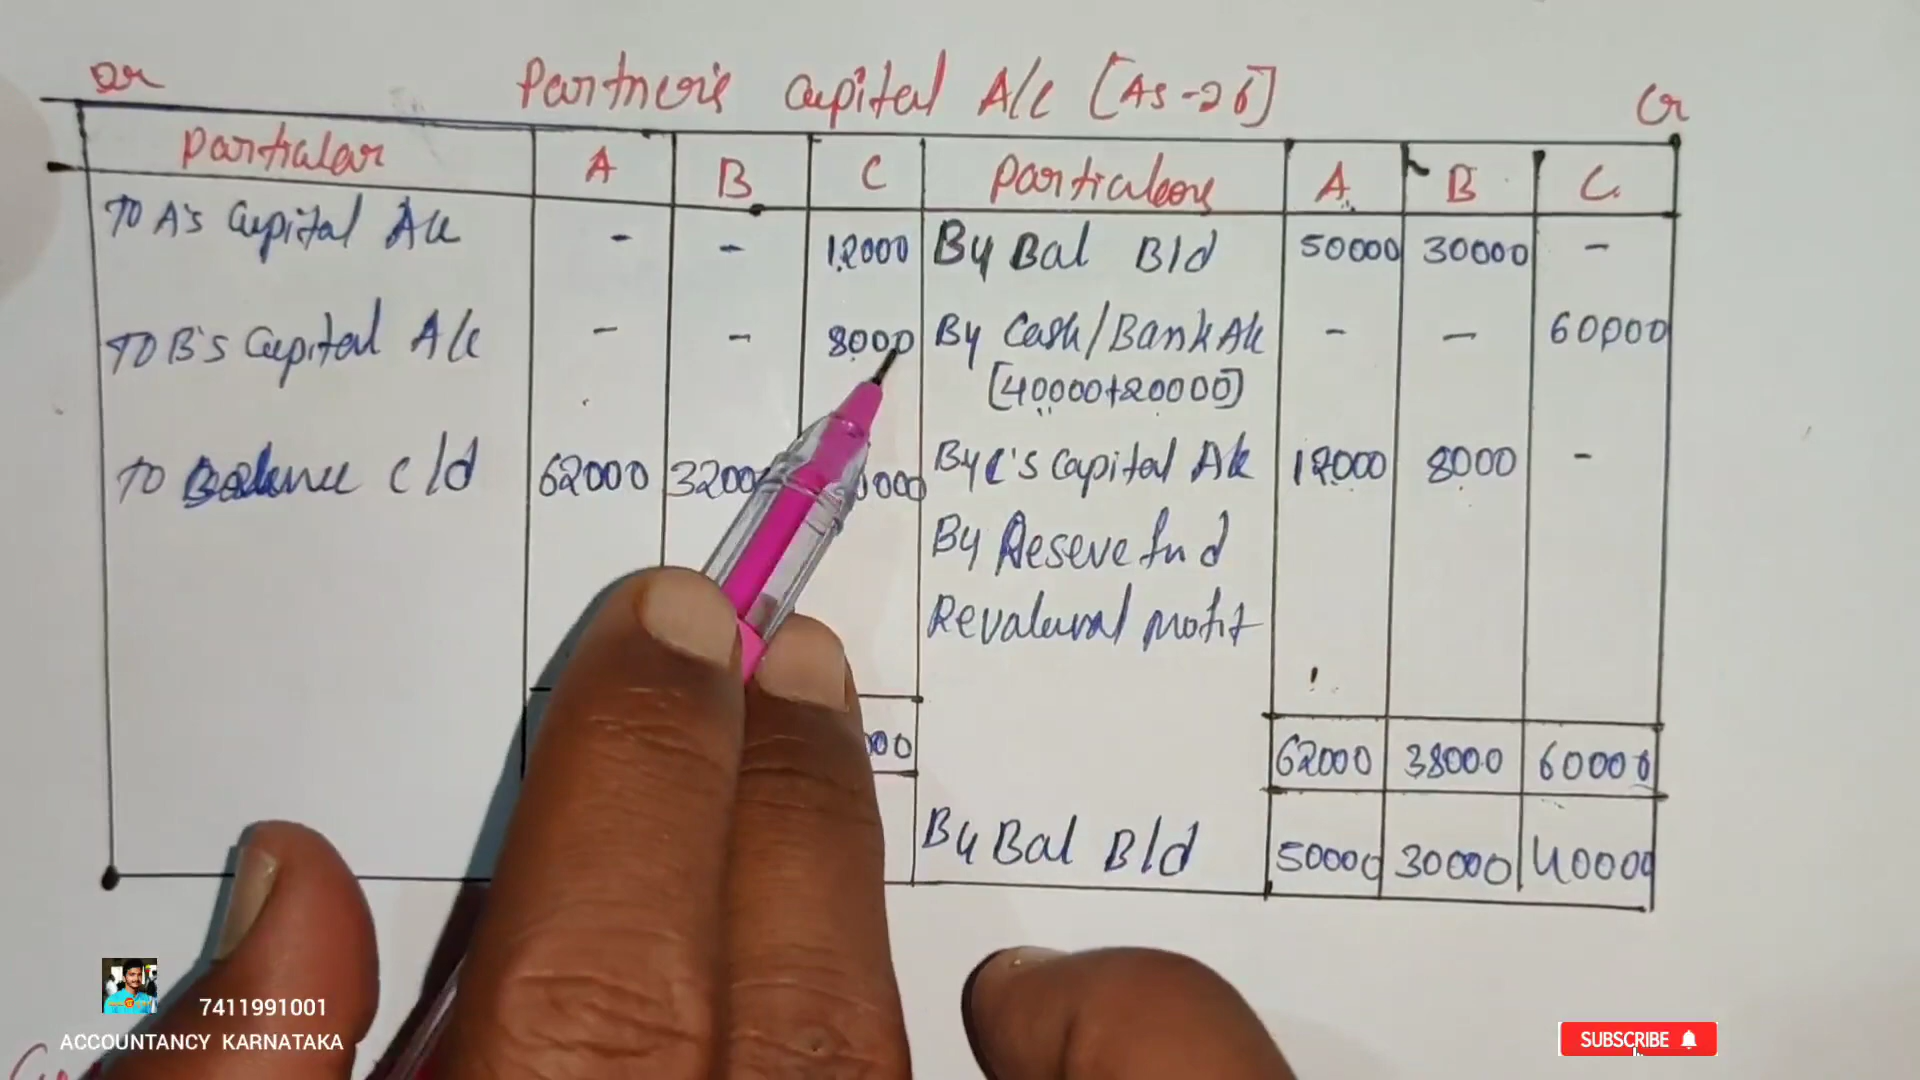 Dr Partner's Capital A/c [AS-26] Cr
Particular A B C Particulars A B C
To A's Capital A/c - - 12000 By Bal B/d 50000 30000 -
To B's Capital A/c - - 8000 By Cash/Bank A/c - - 60000
[40000+20000]
To Balance c/d 62000 By C's Capital A/c 12000 8000 -
By Reseve fund
profit
62000 38000 60000
By Bal B/d 50000 30000 40000
7411991001
ACCOUNTANCY KARNATAKA
SUBSCRIBE